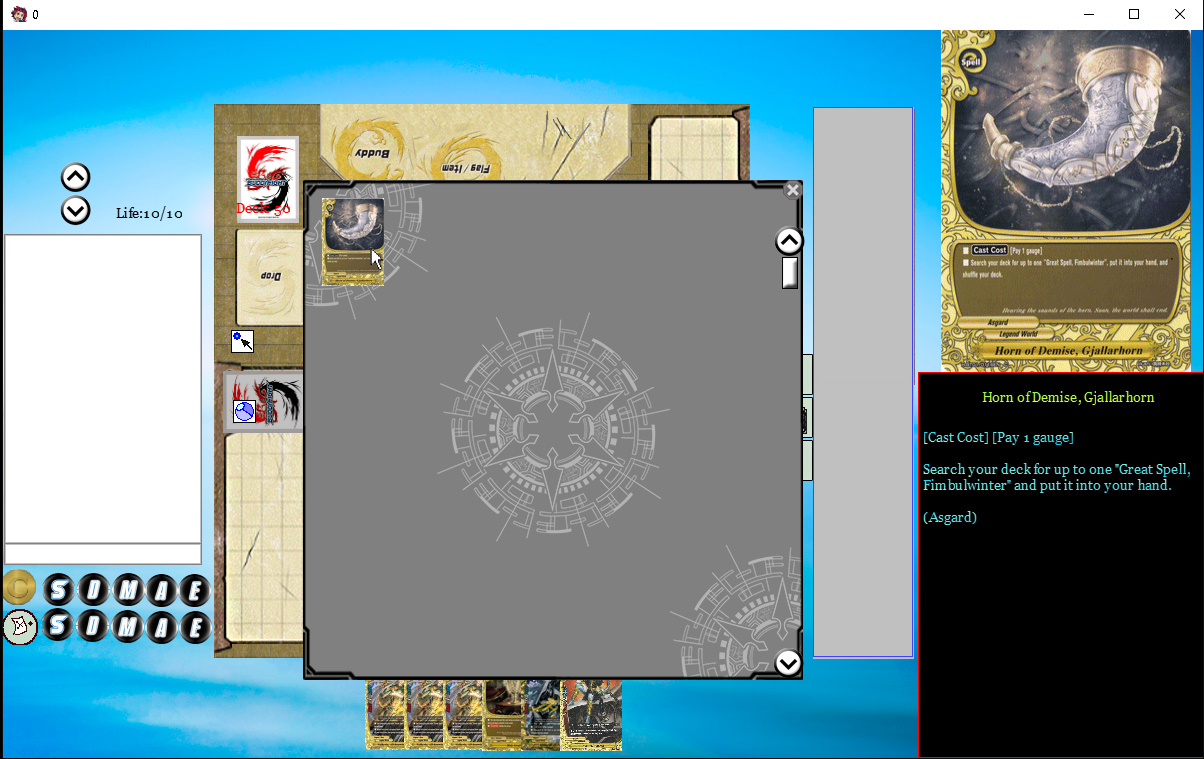 0
Spell
Buddy
Flag / Item
Deck 50
Life:10/10
Drop
Cast Cost [Pay 1 gauge]
Search your deck for up to one "Great Spell, Fimbulwinter", put it into your hand, and
shuffle your deck.
Hearing the sounds of the horn. Soon, the world shall end.
Asgard
Legend World
Horn of Demise, Gjallarhorn
Horn of Demise, Gjallarhorn
[Cast Cost] [Pay 1 gauge]
Search your deck for up to one "Great Spell,
Fimbulwinter" and put it into your hand.
(Asgard)
C S D M A E
S D M A E